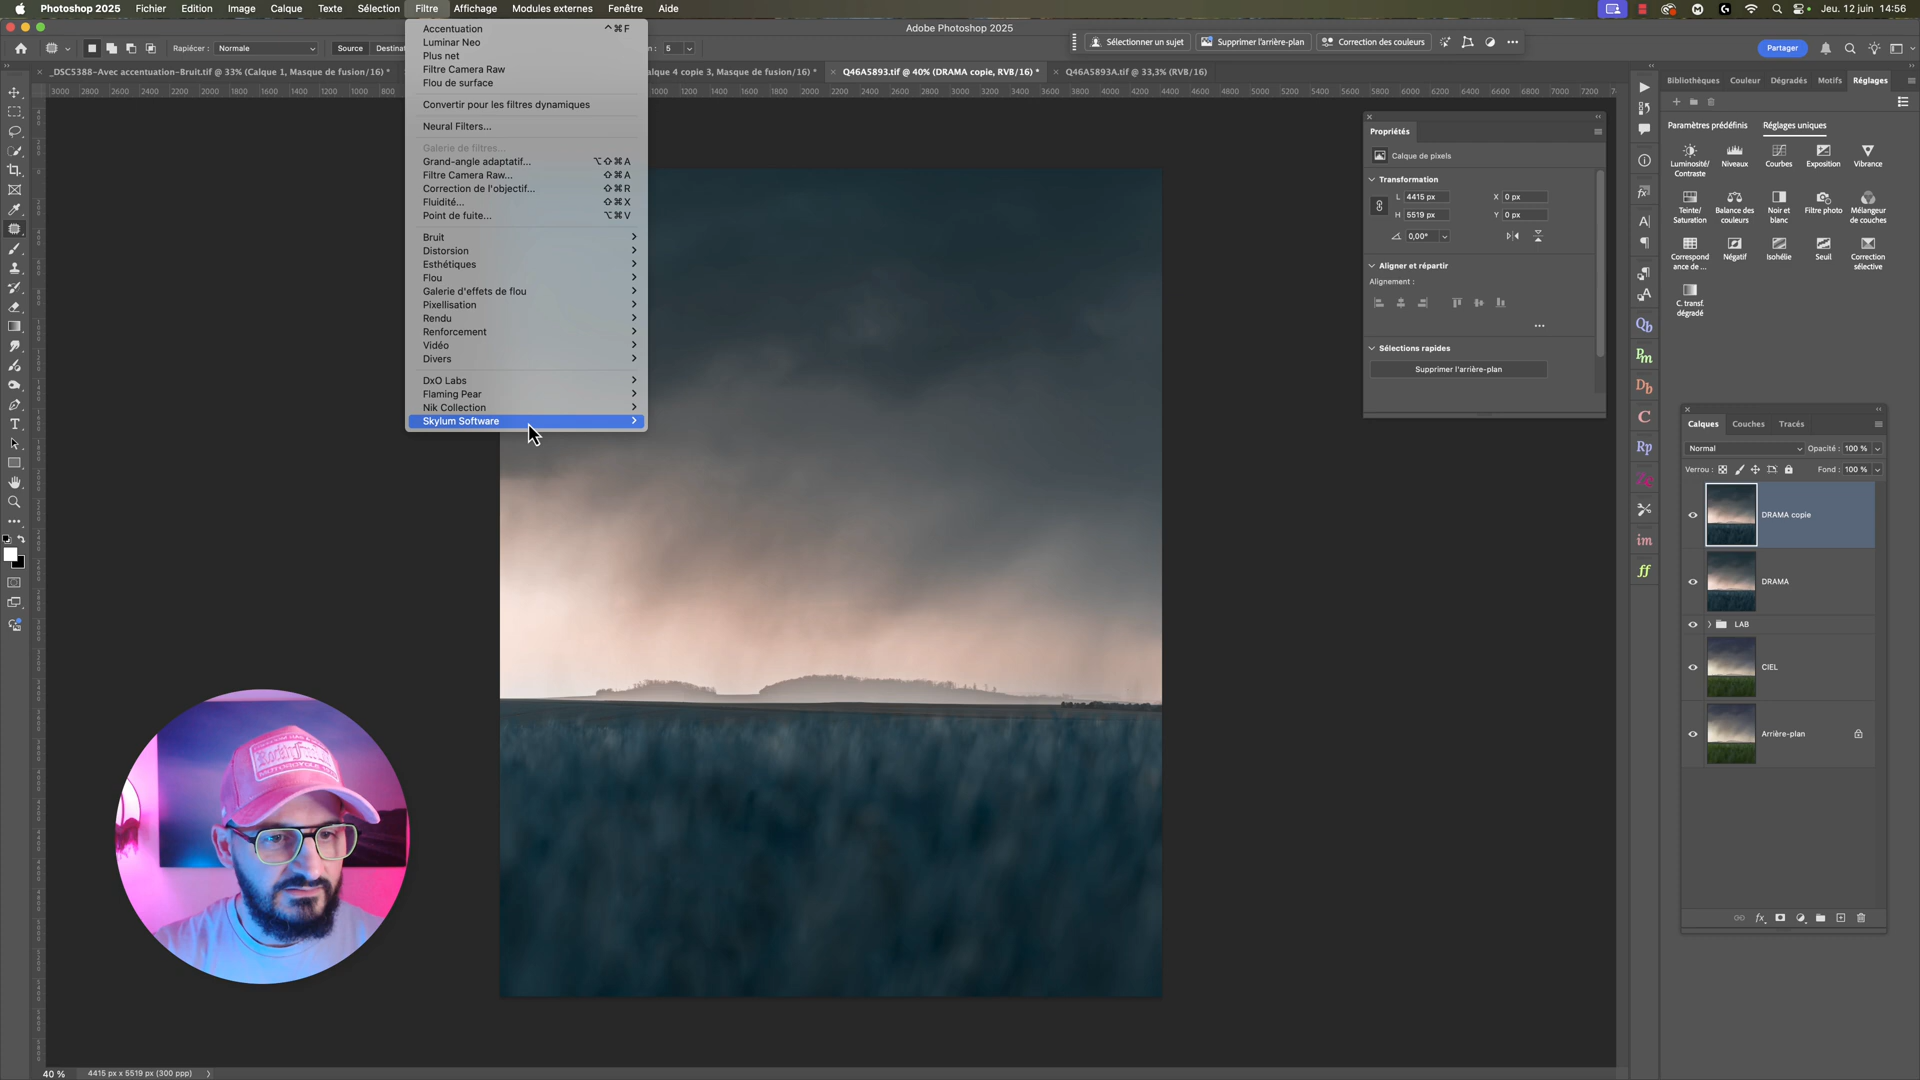 Photoshop 2025 Fichier Edition Image Calque Texte Sélection Filtre Affichage Modules externes Fenêtre Aide Jeu. 12 juin 14:56
Adobe Photoshop 2025
Rapiécer : Normale Source Destinat : 5 Sélectionner un sujet Supprimer l'arrière-plan Correction des couleurs Partager
_DSC5388-Avec accentuation-Bruit.tif @ 33% (Calque 1, Masque de fusion/16) * alque 4 copie 3, Masque de fusion/16) * Q46A5893.tif @ 40% (DRAMA copie, RVB/16) * Q46A5893A.tif @ 33,3% (RVB/16)
3000 2800 2600 2400 2200 2000 1800 1600 1400 1200 1000 800 1000 1200 1400 1600 1800 2000 2200 2400 2600 2800 3000 3200 3400 3600 3800 4000 4200 4400 4600 4800 5000 5200 5400 5600 5800 6000 6200 6400 6600 6800 7000 7200
Accentuation ^⌘F
Luminar Neo
Plus net
Filtre Camera Raw
Flou de surface
Convertir pour les filtres dynamiques
Neural Filters...
Galerie de filtres...
Grand-angle adaptatif... ⌥⇧⌘A
Filtre Camera Raw... ⇧⌘A
Correction de l'objectif... ⇧⌘R
Fluidité... ⇧⌘X
Point de fuite... ⌥⌘V
Bruit
Distorsion
Esthétiques
Flou
Galerie d'effets de flou
Pixellisation
Rendu
Renforcement
Vidéo
Divers
DxO Labs
Flaming Pear
Nik Collection
Skylum Software
Propriétés
Calque de pixels
Transformation
L 4415 px X 0 px
H 5519 px Y 0 px
0,00°
Aligner et répartir
Alignement :
Sélections rapides
Supprimer l'arrière-plan
Bibliothèques Couleur Dégradés Motifs Réglages
Paramètres prédéfinis Réglages uniques
Luminosité/
Contraste
Niveaux
Courbes
Exposition
Vibrance
Teinte/
Saturation
Balance des
couleurs
Noir et
blanc
Filtre photo
Mélangeur
de couches
Correspond
ance de ...
Négatif
Isohélie
Seuil
Correction
sélective
C. transf.
dégradé
Qb
Pm
Db
C
Rp
im
ff
Calques Couches Tracés
Normal Opacité : 100 %
Verrou : Fond : 100 %
DRAMA copie
DRAMA
LAB
CIEL
Arrière-plan
40 % 4415 px x 5519 px (300 ppp)